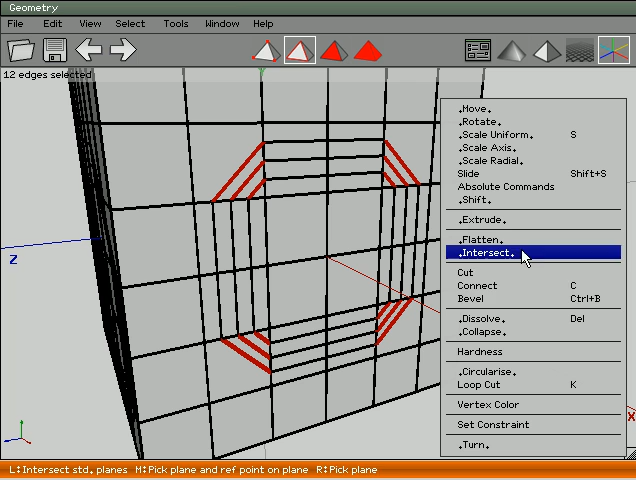 Geometry
File Edit View Select Tools Window Help
12 edges selected
.Move.
.Rotate.
.Scale Uniform. S
.Scale Axis.
.Scale Radial.
Slide Shift+S
Absolute Commands
.Shift.
.Extrude.
.Flatten.
.Intersect.
Cut
Connect C
Bevel Ctrl+B
.Dissolve. Del
.Collapse.
Hardness
.Circularise.
Loop Cut K
Vertex Color
Set Constraint
.Turn.
Y
Z
X
L:Intersect std. planes M:Pick plane and ref point on plane R:Pick plane